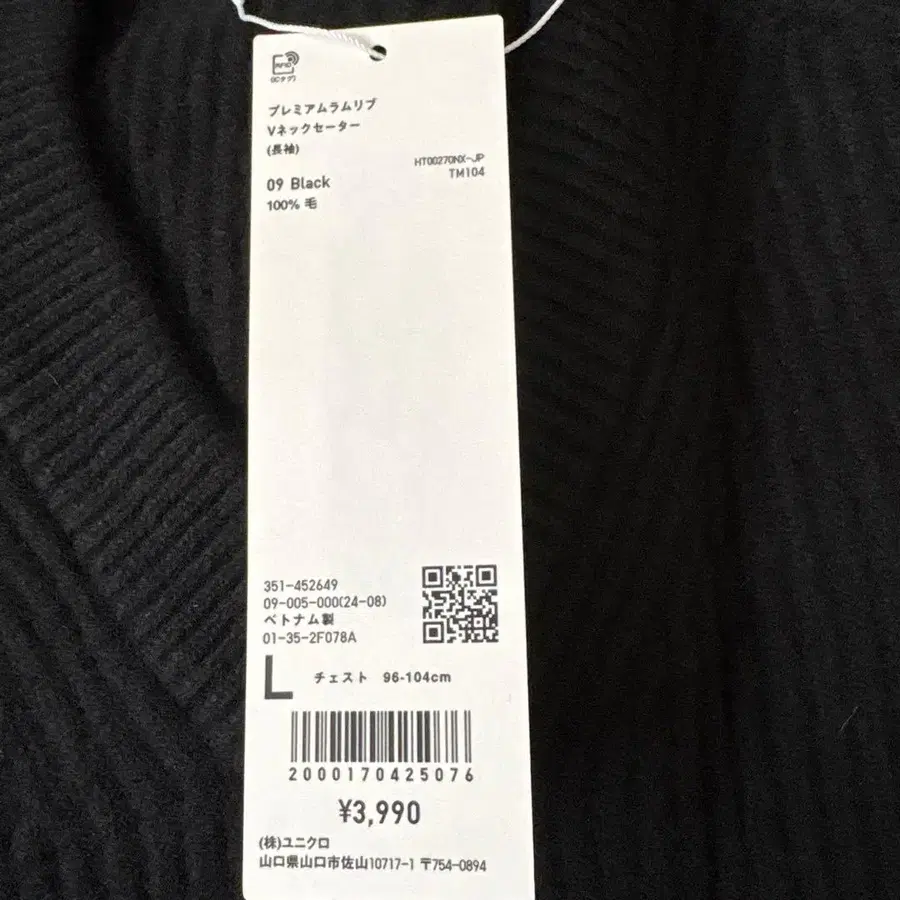 RFID
(ICタグ)
プレミアムラムリブ
Vネックセーター
(長袖)
HT00270NX-JP
TM104
09 Black
100% 毛
351-452649
09-005-000(24-08)
ベトナム製
01-35-2F078A
L チェスト 96-104cm
2000170425076
¥3,990
(株)ユニクロ
山口県山口市佐山10717-1 〒754-0894